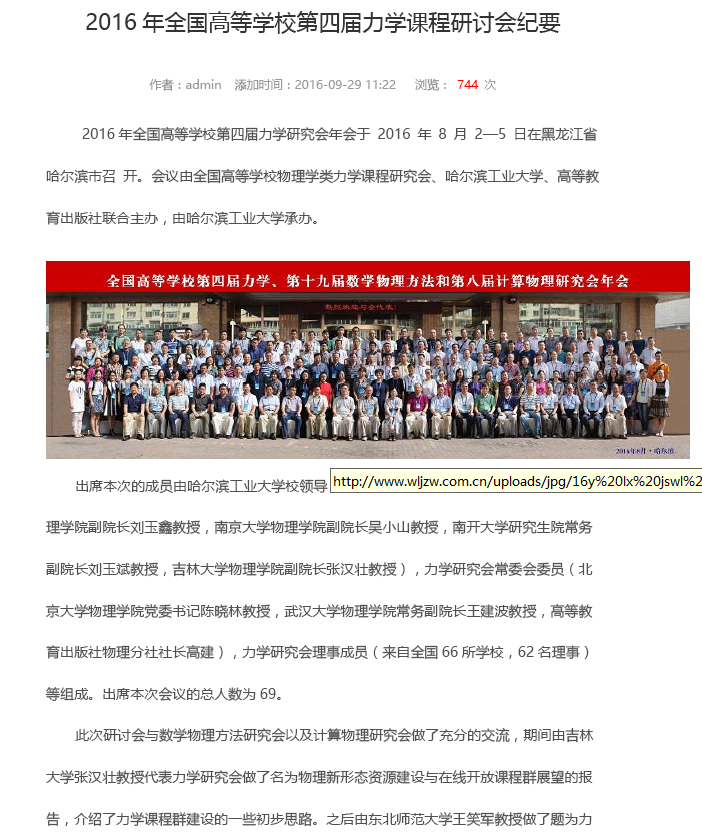 2016 年全国高等学校第四届力学课程研讨会纪要
作者：admin 添加时间：2016-09-29 11:22 浏览： 744 次
2016 年全国高等学校第四届力学研究会年会于 2016 年 8 月 2—5 日在黑龙江省
哈尔滨市召 开。会议由全国高等学校物理学类力学课程研究会、哈尔滨工业大学、高等教
育出版社联合主办，由哈尔滨工业大学承办。
全国高等学校第四届力学、第十九届数学物理方法和第八届计算物理研究会年会
热烈欢迎与会代表！
2016年8月·哈尔滨
出席本次的成员由哈尔滨工业大学校领导
http://www.wljzw.com.cn/uploads/jpg/16y%20lx%20jswl%2
理学院副院长刘玉鑫教授，南京大学物理学院副院长吴小山教授，南开大学研究生院常务
副院长刘玉斌教授，吉林大学物理学院副院长张汉壮教授），力学研究会常委会委员（北
京大学物理学院党委书记陈晓林教授，武汉大学物理学院常务副院长王建波教授，高等教
育出版社物理分社社长高建），力学研究会理事成员（来自全国 66 所学校，62 名理事）
等组成。出席本次会议的总人数为 69。
此次研讨会与数学物理方法研究会以及计算物理研究会做了充分的交流，期间由吉林
大学张汉壮教授代表力学研究会做了名为物理新形态资源建设与在线开放课程群展望的报
告，介绍了力学课程群建设的一些初步思路。之后由东北师范大学王笑军教授做了题为力